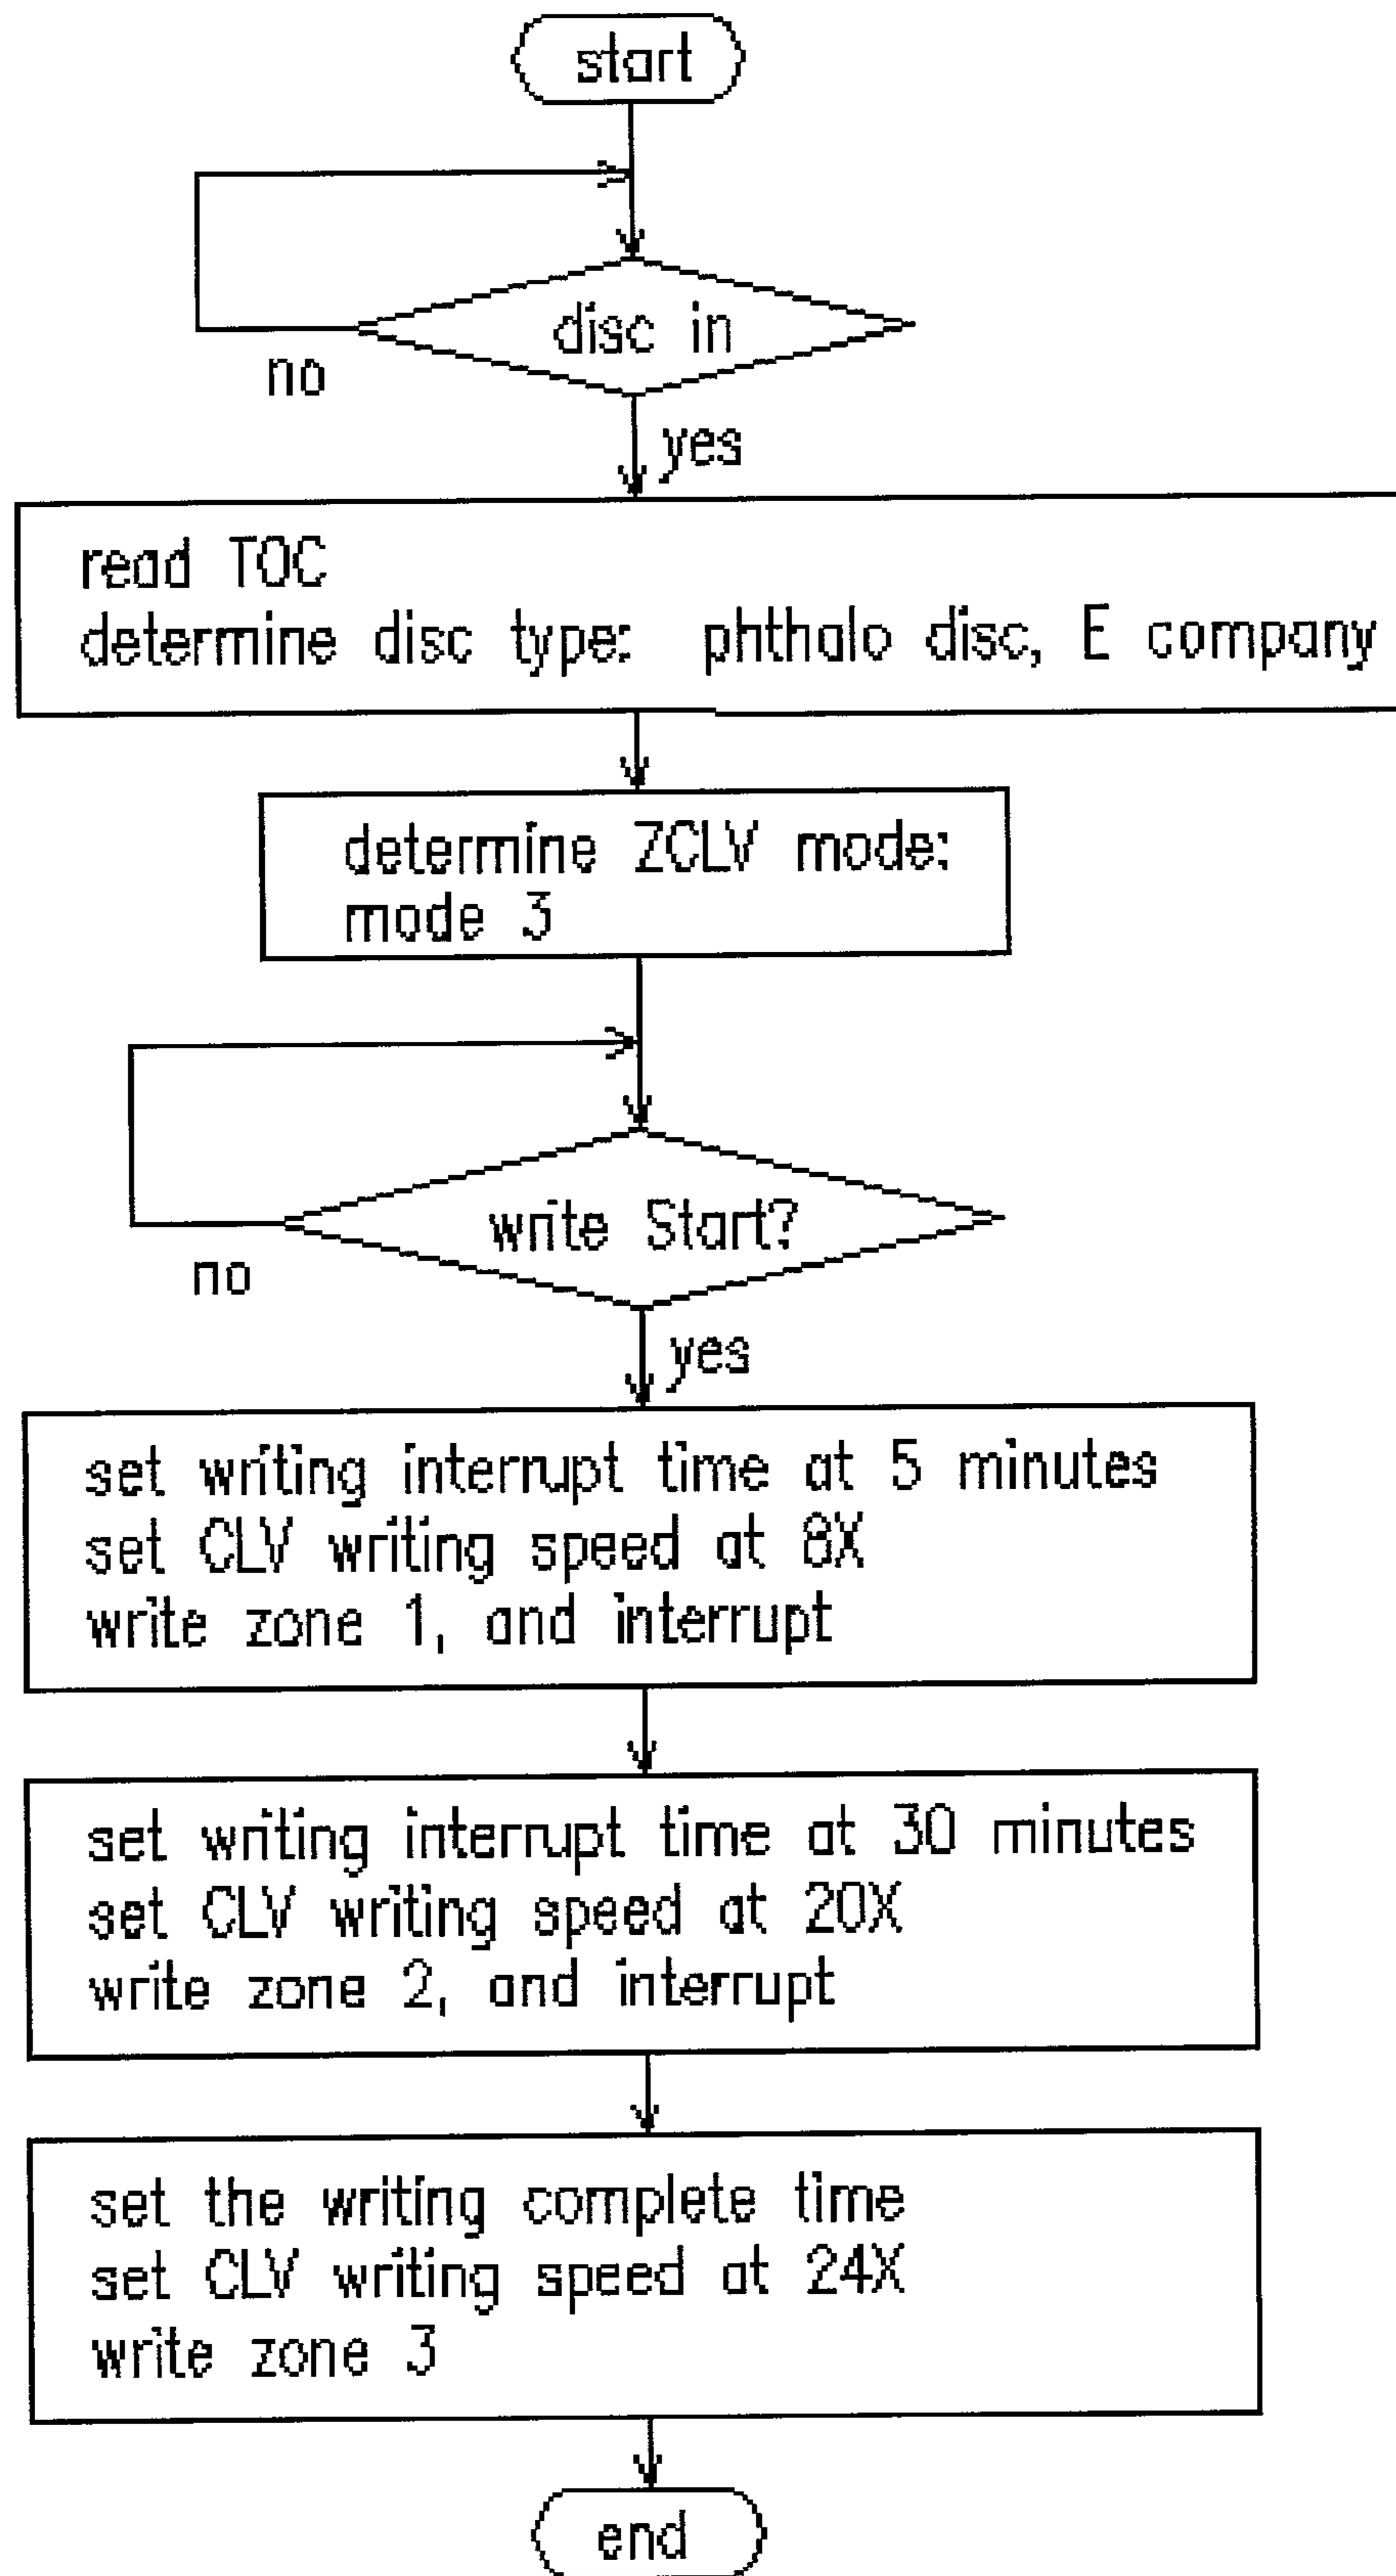 start
disc in
no
yes
read TOC
determine disc type: phthalo disc, E company
determine ZCLV mode:
mode 3
write Start?
no
yes
set writing interrupt time at 5 minutes
set CLV writing speed at 8X
write zone 1, and interrupt
set writing interrupt time at 30 minutes
set CLV writing speed at 20X
write zone 2, and interrupt
set the writing complete time
set CLV writing speed at 24X
write zone 3
end